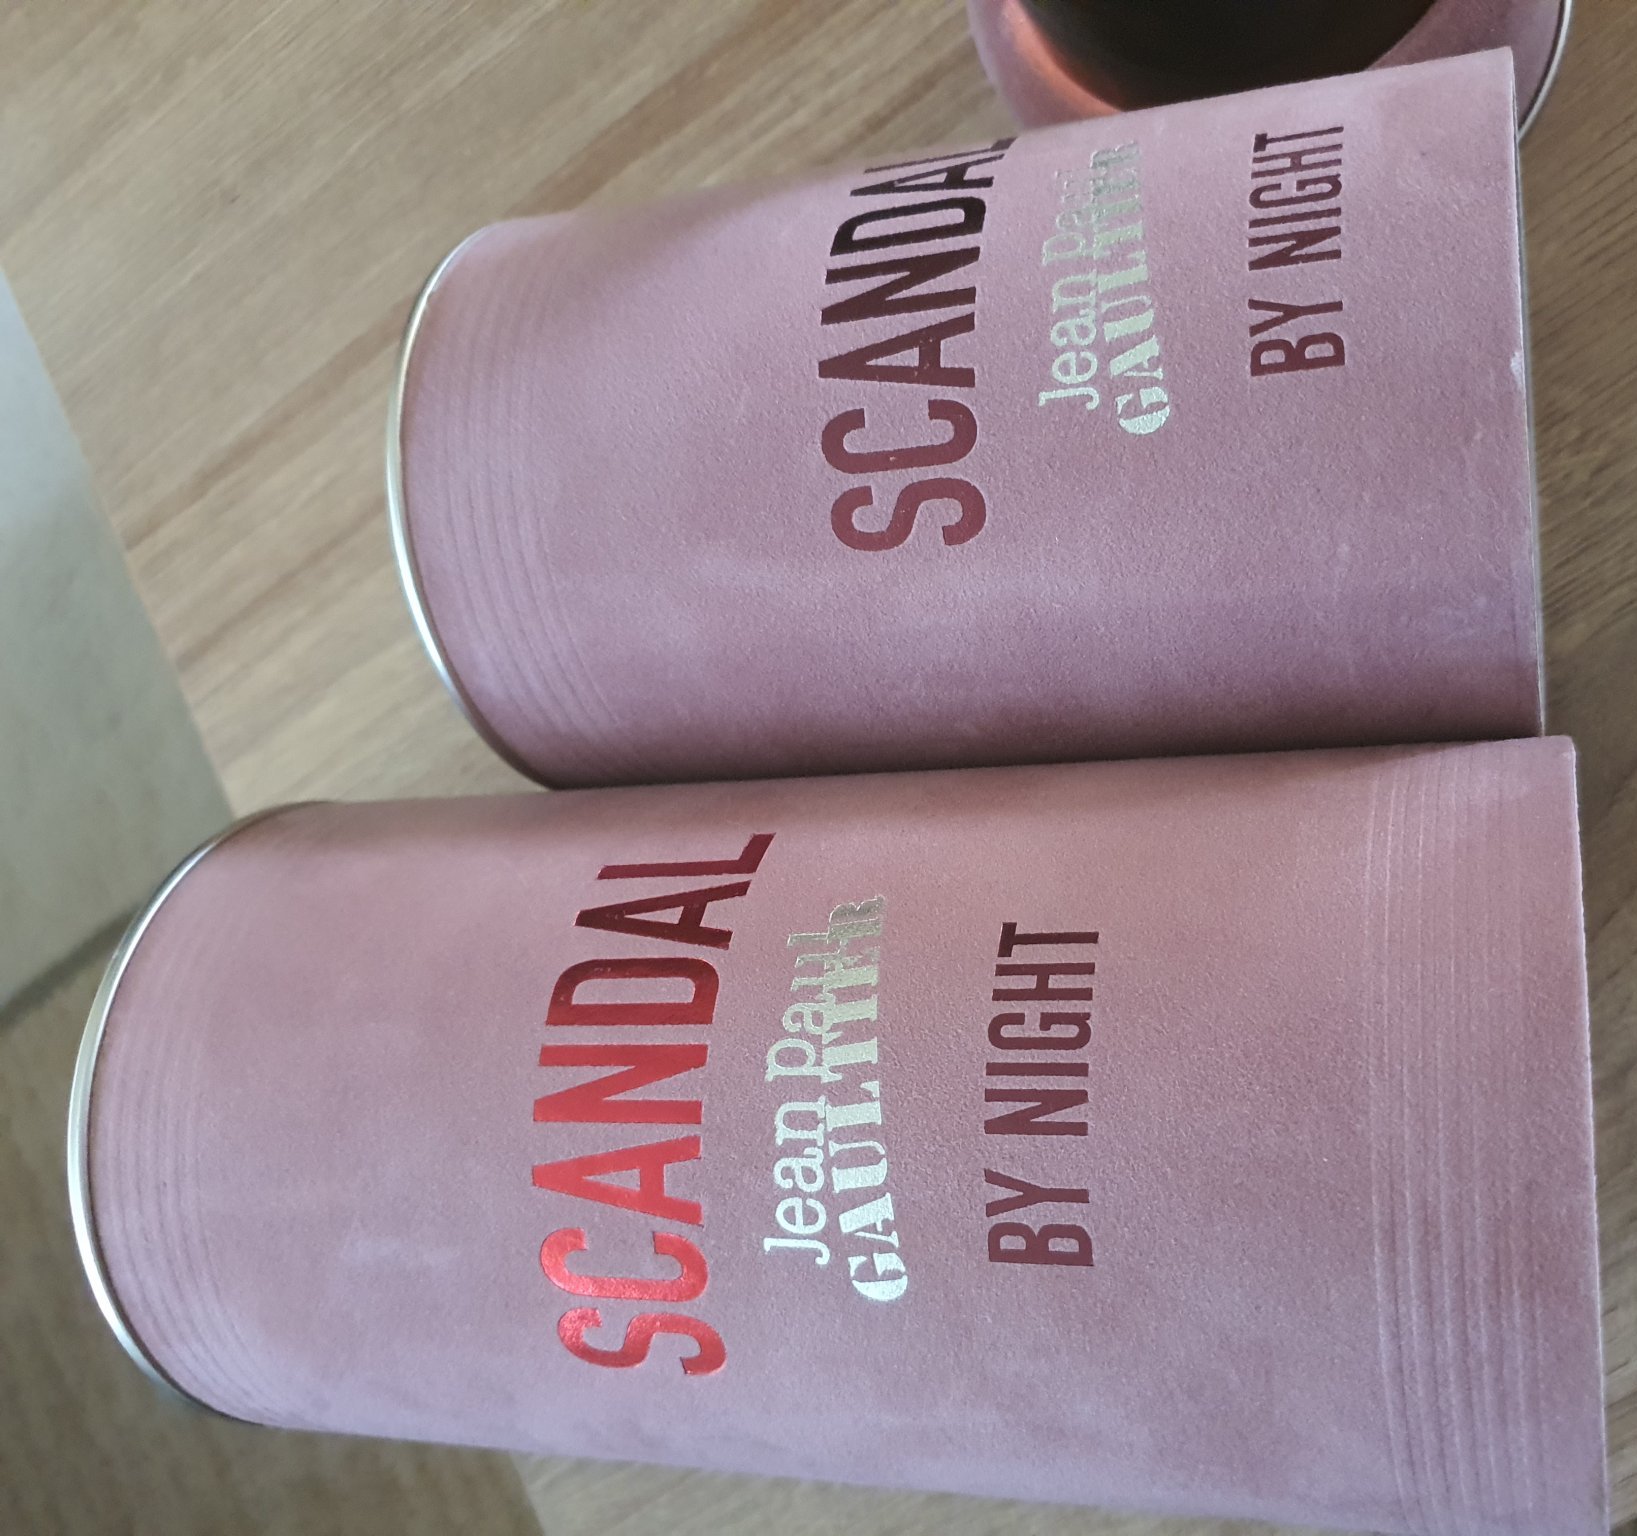 SCANDAL
Jean Paul
GAULTIER
BY NIGHT
SCANDAL
Jean Paul
GAULTIER
BY NIGHT